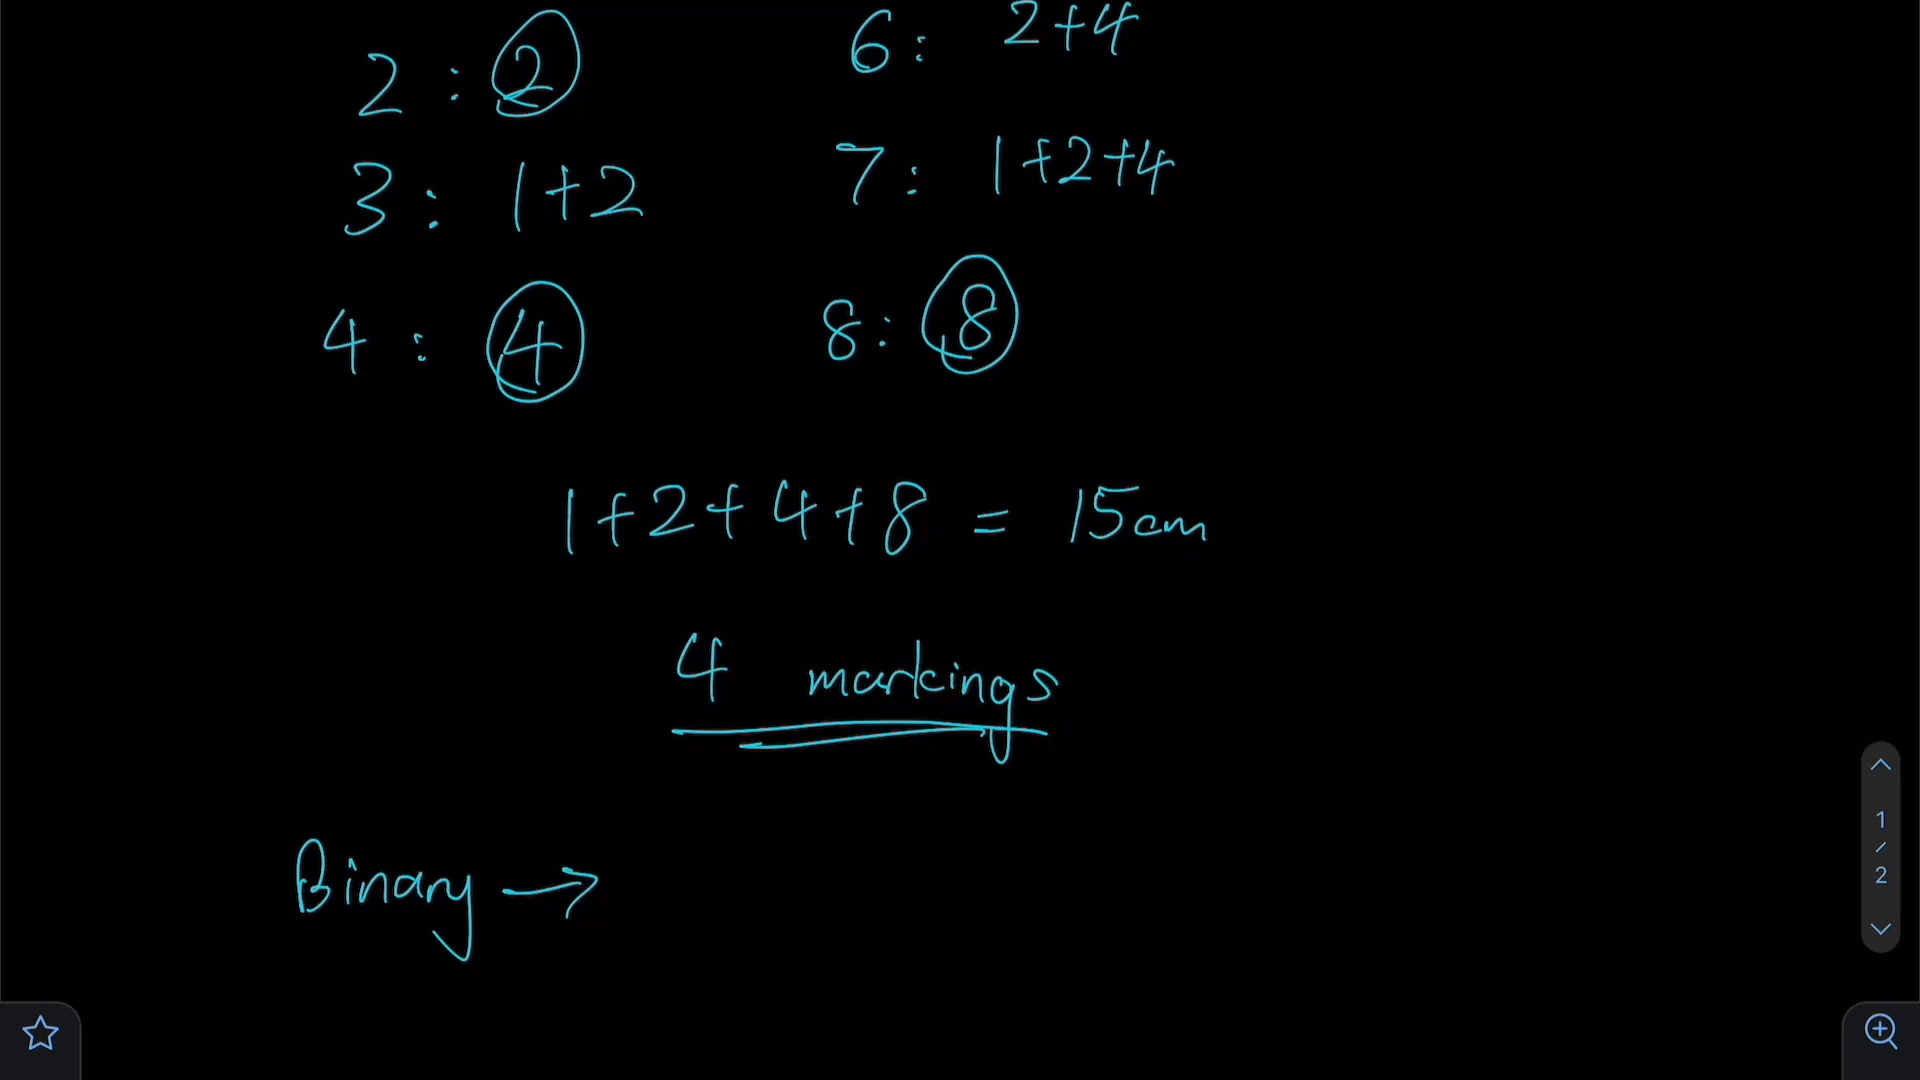 2 : 2
3 : 1+2
4 : 4
6 : 2+4
7 : 1+2+4
8 : 8
1+2+4+8 = 15cm
4 markings
Binary →
1
/
2